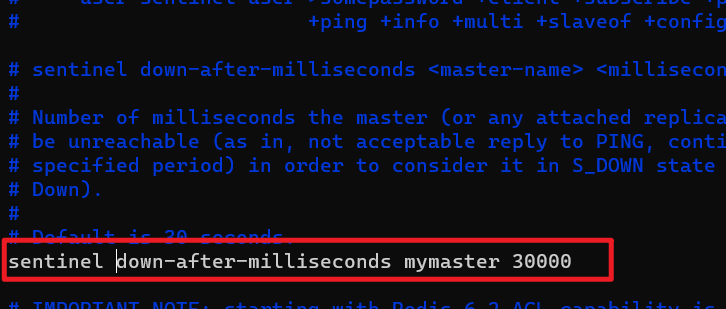 # user sentinel-user >somepassword +client +subscribe +p
# +ping +info +multi +slaveof +config
# sentinel down-after-milliseconds <master-name> <millisecon
#
# Number of milliseconds the master (or any attached replica
# be unreachable (as in, not acceptable reply to PING, conti
# specified period) in order to consider it in S_DOWN state
# Down).
#
# Default is 30 seconds.
sentinel down-after-milliseconds mymaster 30000
# IMPORTANT NOTE: starting with Redis 6.2 ACL capability is